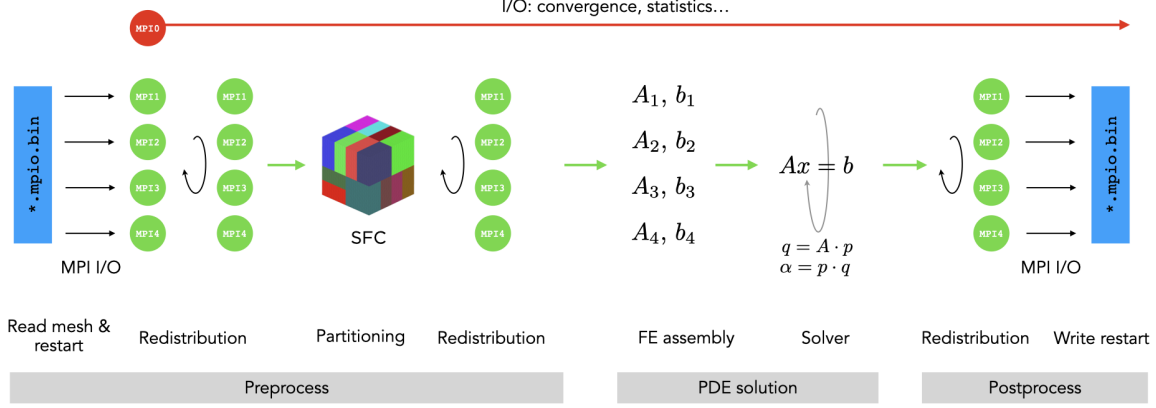 I/O: convergence, statistics...
MPI0
MPI1 MPI1 MPI1 A₁, b₁ MPI1
MPI2 MPI2 MPI2 A₂, b₂ MPI2
*.mpio.bin Ax = b *.mpio.bin
MPI3 MPI3 MPI3 A₃, b₃ MPI3
MPI4 MPI4 SFC MPI4 A₄, b₄ MPI4
q = A · p
α = p · q
MPI I/O MPI I/O
Read mesh &
restart
Redistribution
Partitioning
Redistribution
FE assembly
Solver
Redistribution
Write restart
Preprocess
PDE solution
Postprocess